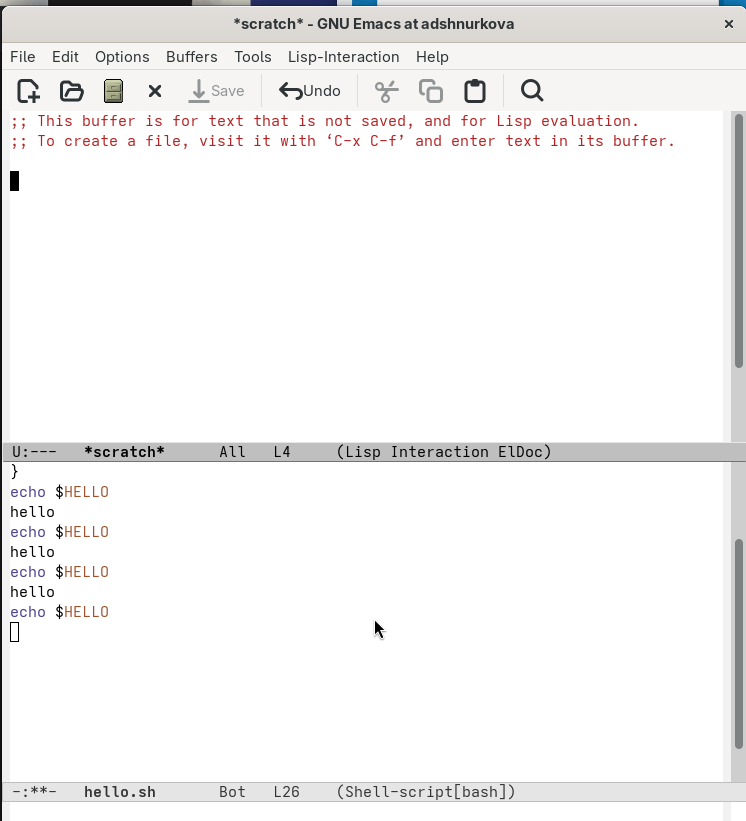 *scratch* - GNU Emacs at adshnurkova
File Edit Options Buffers Tools Lisp-Interaction Help
Save Undo
;; This buffer is for text that is not saved, and for Lisp evaluation.
;; To create a file, visit it with ‘C-x C-f’ and enter text in its buffer.
U:--- *scratch* All L4 (Lisp Interaction ElDoc)
}
echo $HELLO
hello
echo $HELLO
hello
echo $HELLO
hello
echo $HELLO
-:**- hello.sh Bot L26 (Shell-script[bash])